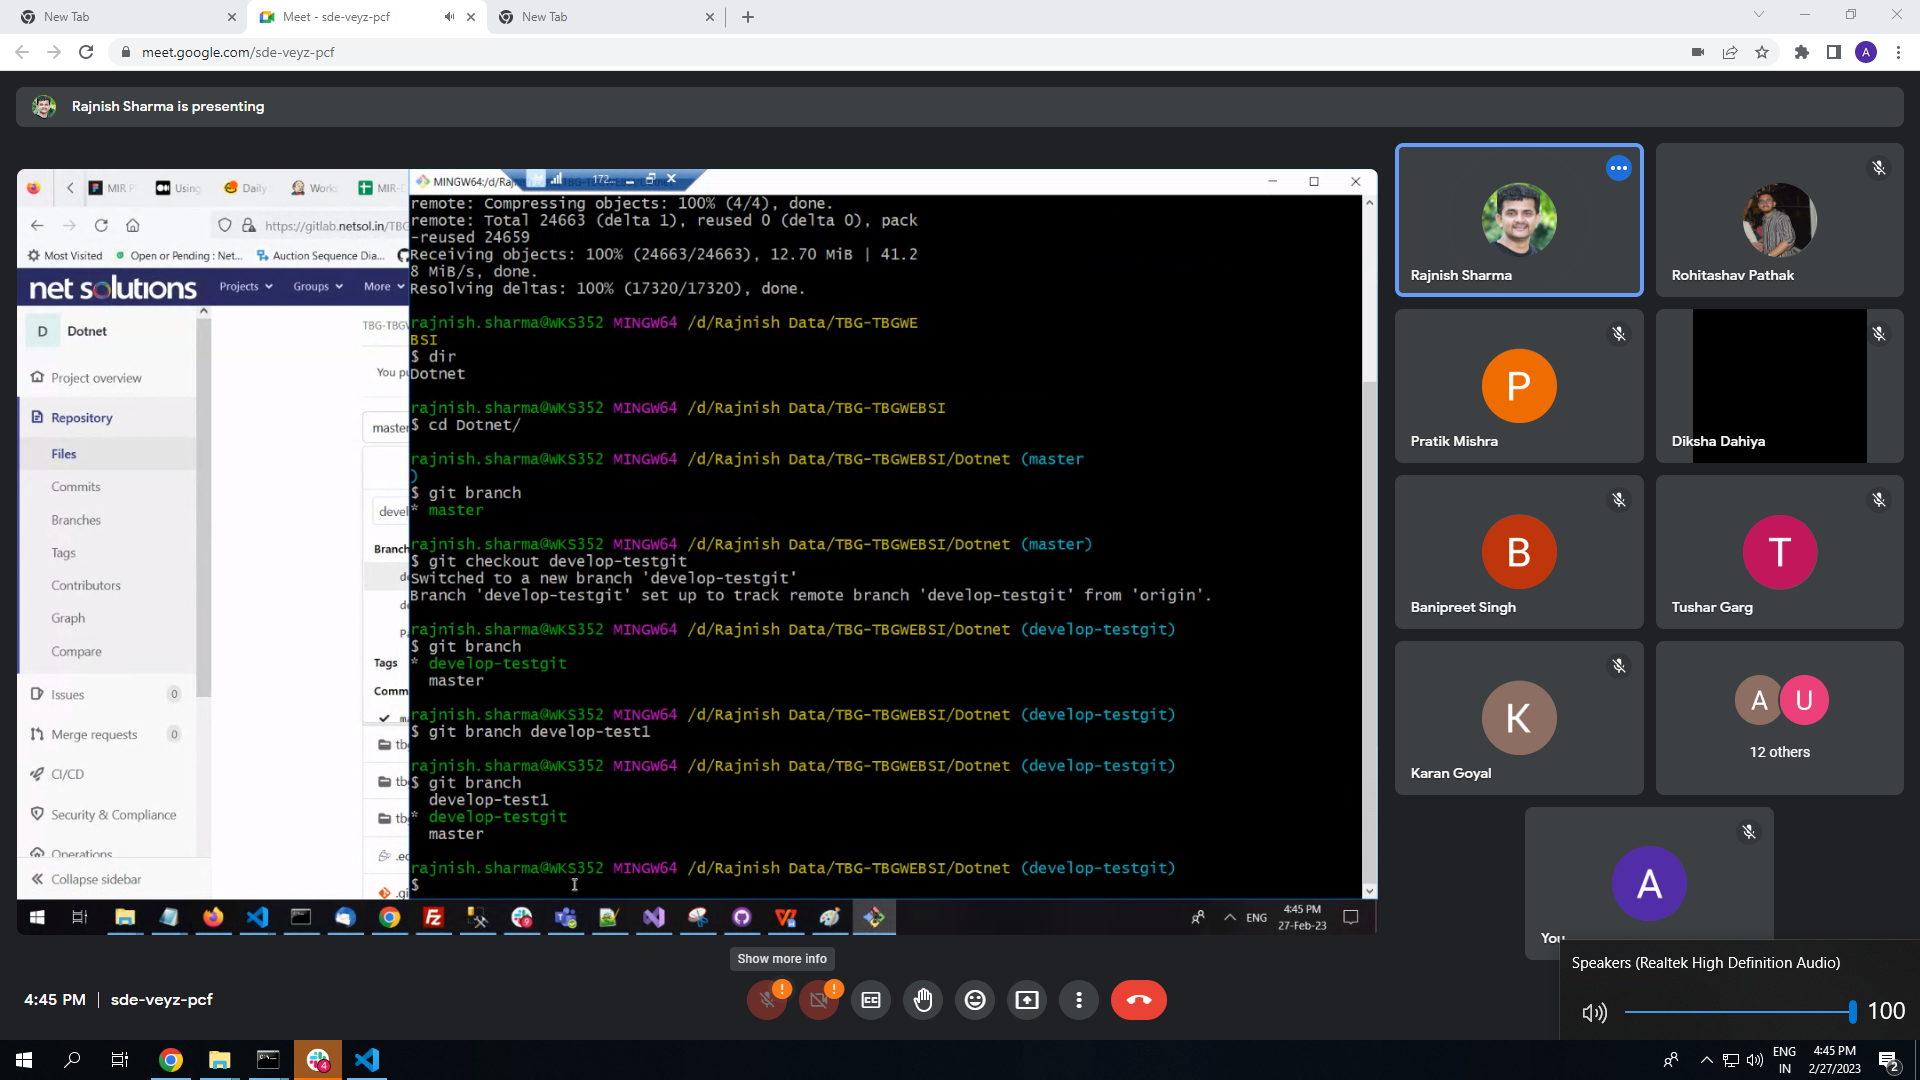 New Tab
Meet - sde-veyz-pcf
New Tab
meet.google.com/sde-veyz-pcf
A
Rajnish Sharma is presenting
MIR P
Using
Daily
Works
MIR-D
https://gitlab.netsol.in/TBG
Most Visited
Open or Pending : Net...
Auction Sequence Dia...
net solutions
Projects
Groups
More
D
Dotnet
Project overview
Repository
Files
Commits
Branches
Tags
Contributors
Graph
Compare
Issues
0
Merge requests
0
CI/CD
Security & Compliance
Operations
Collapse sidebar
TBG-TBGW
You pu
master
devel
Branch
de
de
Tags
Comm
tb
tb
tb
MINGW64:/d/Raj
172...
remote: Compressing objects: 100% (4/4), done.
remote: Total 24663 (delta 1), reused 0 (delta 0), pack
-reused 24659
Receiving objects: 100% (24663/24663), 12.70 MiB | 41.2
8 MiB/s, done.
Resolving deltas: 100% (17320/17320), done.
rajnish.sharma@WKS352 MINGW64 /d/Rajnish Data/TBG-TBGWE
BSI
$ dir
Dotnet
rajnish.sharma@WKS352 MINGW64 /d/Rajnish Data/TBG-TBGWEBSI
$ cd Dotnet/
rajnish.sharma@WKS352 MINGW64 /d/Rajnish Data/TBG-TBGWEBSI/Dotnet (master
)
$ git branch
* master
rajnish.sharma@WKS352 MINGW64 /d/Rajnish Data/TBG-TBGWEBSI/Dotnet (master)
$ git checkout develop-testgit
Switched to a new branch 'develop-testgit'
Branch 'develop-testgit' set up to track remote branch 'develop-testgit' from 'origin'.
rajnish.sharma@WKS352 MINGW64 /d/Rajnish Data/TBG-TBGWEBSI/Dotnet (develop-testgit)
$ git branch
* develop-testgit
master
rajnish.sharma@WKS352 MINGW64 /d/Rajnish Data/TBG-TBGWEBSI/Dotnet (develop-testgit)
$ git branch develop-test1
rajnish.sharma@WKS352 MINGW64 /d/Rajnish Data/TBG-TBGWEBSI/Dotnet (develop-testgit)
$ git branch
develop-test1
* develop-testgit
master
rajnish.sharma@WKS352 MINGW64 /d/Rajnish Data/TBG-TBGWEBSI/Dotnet (develop-testgit)
$
ENG
4:45 PM
27-Feb-23
Rajnish Sharma
Rohitashav Pathak
P
Pratik Mishra
Diksha Dahiya
B
Banipreet Singh
T
Tushar Garg
K
Karan Goyal
A
U
12 others
A
You
Show more info
4:45 PM | sde-veyz-pcf
Speakers (Realtek High Definition Audio)
100
4
ENG
IN
4:45 PM
2/27/2023
2